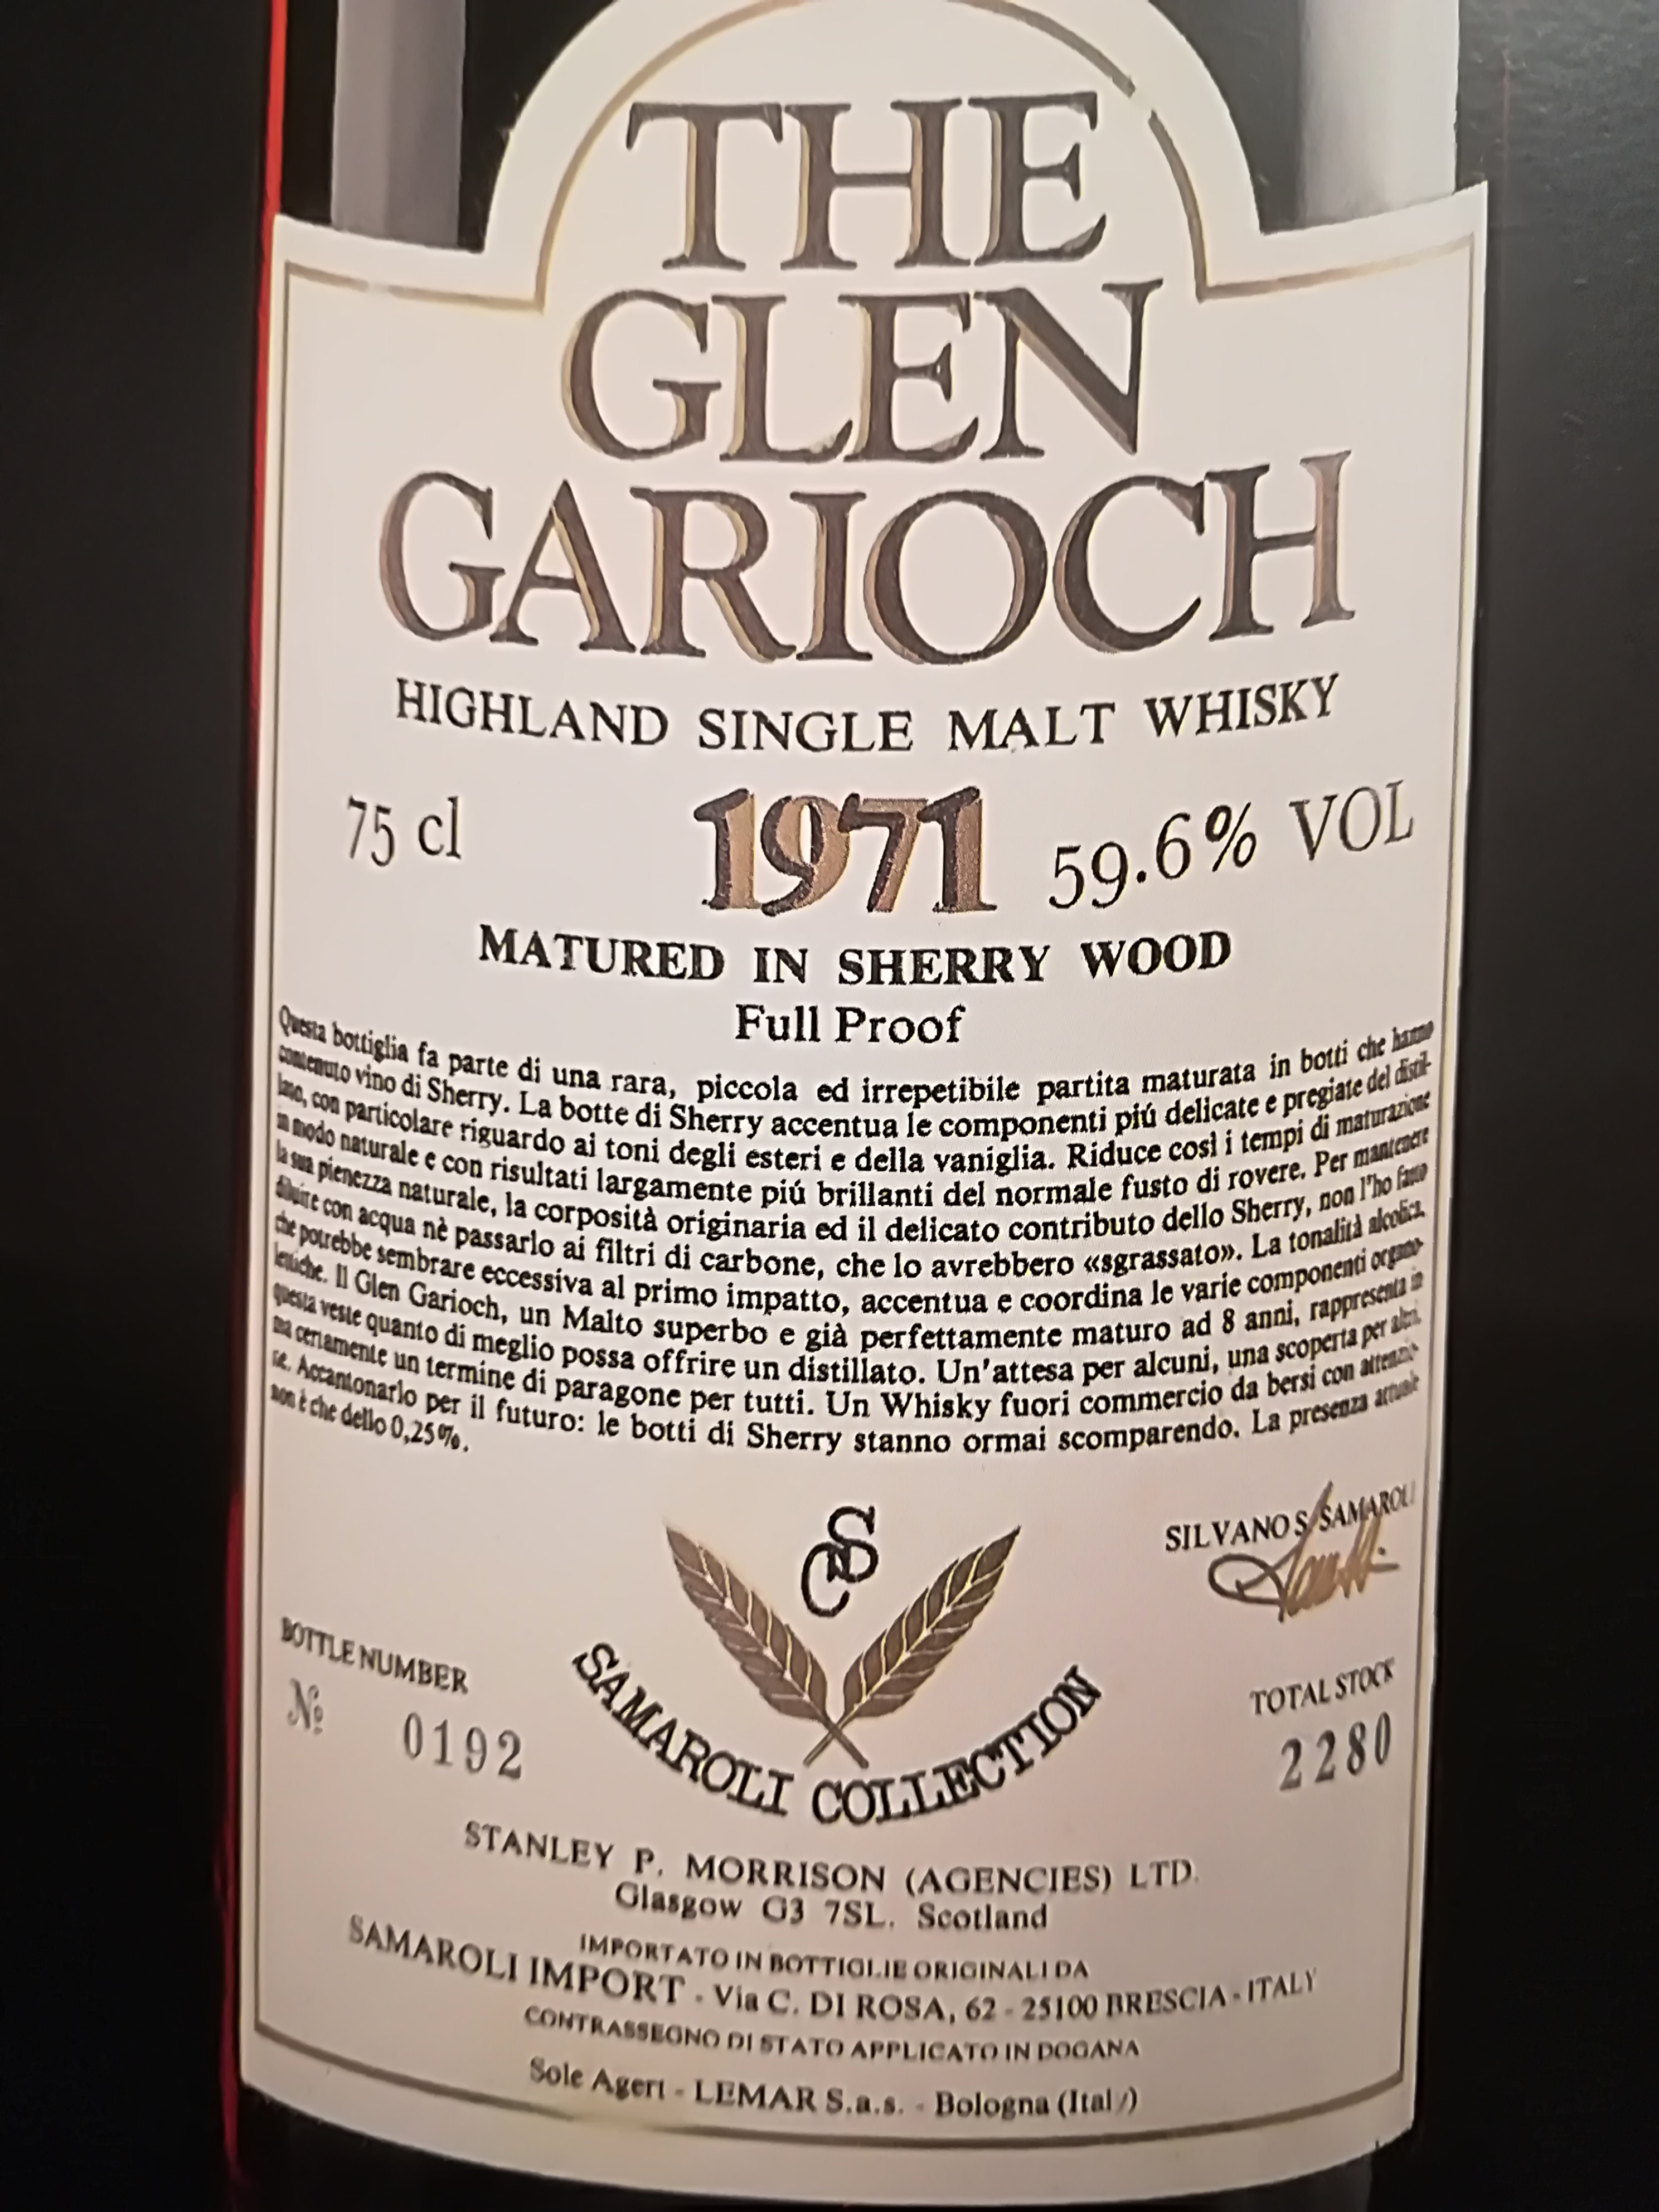 THE
GLEN
GARIOCH
HIGHLAND SINGLE MALT WHISKY
75 cl 1971 59.6% VOL
MATURED IN SHERRY WOOD
Full Proof
Questa bottiglia fa parte di una rara, piccola ed irrepetibile partita maturata in botti che hanno
contenuto vino di Sherry. La botte di Sherry accentua le componenti piú delicate e pregiate del distil-
lato, con particolare riguardo ai toni degli esteri e della vaniglia. Riduce così i tempi di maturazione
in modo naturale e con risultati largamente piú brillanti del normale fusto di rovere. Per mantenere
la sua pienezza naturale, la corposità originaria ed il delicato contributo dello Sherry, non l'ho fatto
diluire con acqua nè passarlo ai filtri di carbone, che lo avrebbero «sgrassato». La tonalità alcolica,
che potrebbe sembrare eccessiva al primo impatto, accentua e coordina le varie componenti organo-
lettiche. Il Glen Garioch, un Malto superbo e già perfettamente maturo ad 8 anni, rappresenta in
questa veste quanto di meglio possa offrire un distillato. Un'attesa per alcuni, una scoperta per altri,
ma certamente un termine di paragone per tutti. Un Whisky fuori commercio da bersi con attenzio-
ne. Accantonarlo per il futuro: le botti di Sherry stanno ormai scomparendo. La presenza attuale
non è che dello 0,25%.
SILVANO S. SAMAROLI
Samaroli
BOTTLE NUMBER
№ 0192
SAMAROLI COLLECTION
TOTAL STOCK
2280
STANLEY P. MORRISON (AGENCIES) LTD.
Glasgow G3 7SL. Scotland
IMPORTATO IN BOTTIGLIE ORIGINALI DA
SAMAROLI IMPORT - Via C. DI ROSA, 62 - 25100 BRESCIA - ITALY
CONTRASSEGNO DI STATO APPLICATO IN DOGANA
Sole Agent - LEMAR S.a.s. - Bologna (Italy)